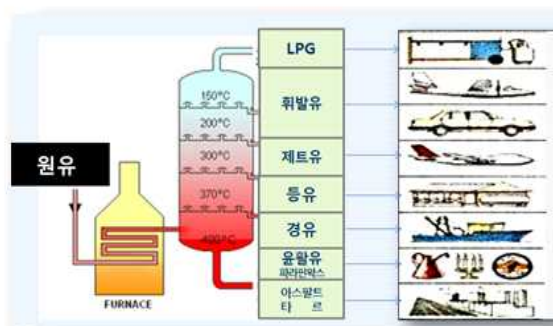 LPG
휘발유
제트유
등유
경유
윤활유
파라핀왁스
아스팔트
타 르
원유
150°C
200°C
300°C
370°C
400°C
FURNACE